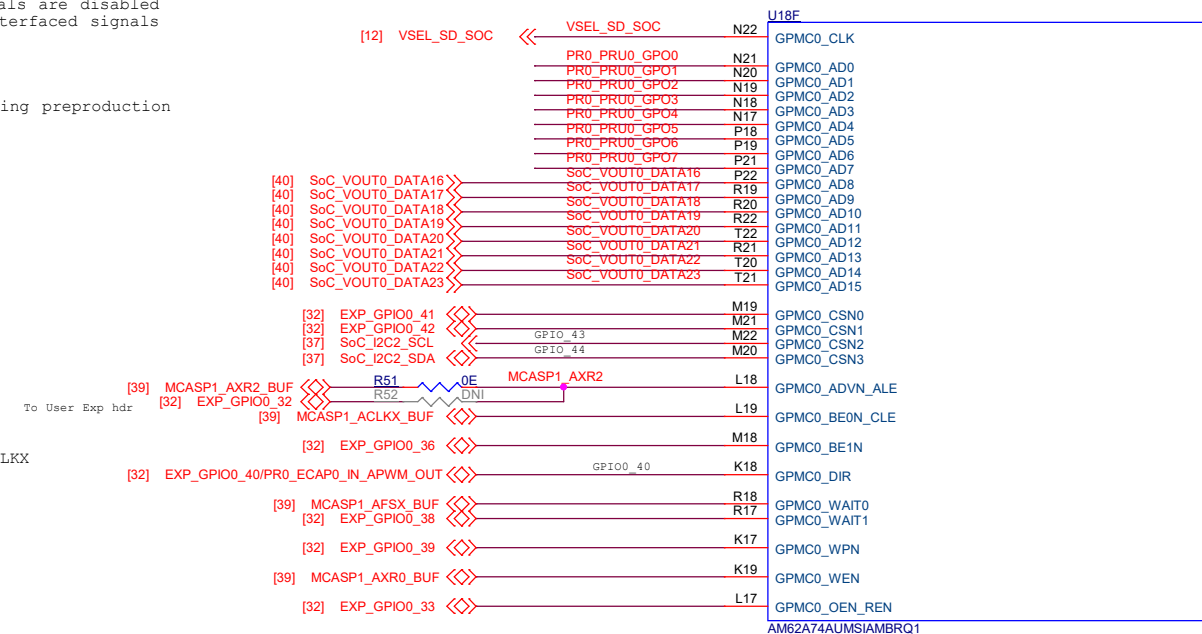 als are disabled
U18F
terfaced signals
[12] VSEL_SD_SOC VSEL_SD_SOC N22 GPMC0_CLK
PR0_PRU0_GPO0 N21 GPMC0_AD0
PR0_PRU0_GPO1 N20 GPMC0_AD1
PR0_PRU0_GPO2 N19 GPMC0_AD2
ing preproduction
PR0_PRU0_GPO3 N18 GPMC0_AD3
PR0_PRU0_GPO4 N17 GPMC0_AD4
PR0_PRU0_GPO5 P18 GPMC0_AD5
PR0_PRU0_GPO6 P19 GPMC0_AD6
PR0_PRU0_GPO7 P21 GPMC0_AD7
[40] SoC_VOUT0_DATA16 SoC_VOUT0_DATA16 P22 GPMC0_AD8
[40] SoC_VOUT0_DATA17 SoC_VOUT0_DATA17 R19 GPMC0_AD9
[40] SoC_VOUT0_DATA18 SoC_VOUT0_DATA18 R20 GPMC0_AD10
[40] SoC_VOUT0_DATA19 SoC_VOUT0_DATA19 R22 GPMC0_AD11
[40] SoC_VOUT0_DATA20 SoC_VOUT0_DATA20 T22 GPMC0_AD12
[40] SoC_VOUT0_DATA21 SoC_VOUT0_DATA21 R21 GPMC0_AD13
[40] SoC_VOUT0_DATA22 SoC_VOUT0_DATA22 T20 GPMC0_AD14
[40] SoC_VOUT0_DATA23 SoC_VOUT0_DATA23 T21 GPMC0_AD15
[32] EXP_GPIO0_41 M19 GPMC0_CSN0
[32] EXP_GPIO0_42 M21 GPMC0_CSN1
[37] SoC_I2C2_SCL GPIO_43 M22 GPMC0_CSN2
[37] SoC_I2C2_SDA GPIO_44 M20 GPMC0_CSN3
[39] MCASP1_AXR2_BUF R51 0E MCASP1_AXR2 L18 GPMC0_ADVN_ALE
[32] EXP_GPIO0_32 R52 DNI
To User Exp hdr
[39] MCASP1_ACLKX_BUF L19 GPMC0_BE0N_CLE
[32] EXP_GPIO0_36 M18 GPMC0_BE1N
LKX
[32] EXP_GPIO0_40/PR0_ECAP0_IN_APWM_OUT GPIO0_40 K18 GPMC0_DIR
[39] MCASP1_AFSX_BUF R18 GPMC0_WAIT0
[32] EXP_GPIO0_38 R17 GPMC0_WAIT1
[32] EXP_GPIO0_39 K17 GPMC0_WPN
[39] MCASP1_AXR0_BUF K19 GPMC0_WEN
[32] EXP_GPIO0_33 L17 GPMC0_OEN_REN
AM62A74AUMSIAMBRQ1